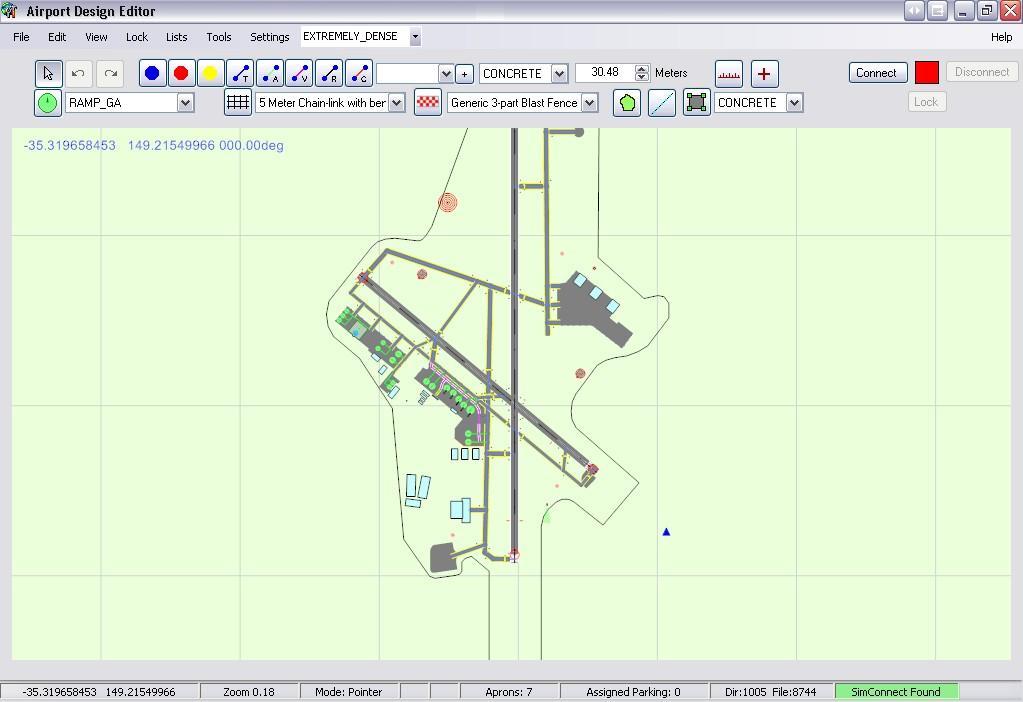 Airport Design Editor
File Edit View Lock Lists Tools Settings EXTREMELY_DENSE Help
T A V R C CONCRETE 30.48 Meters Connect Disconnect
RAMP_GA 5 Meter Chain-link with ber Generic 3-part Blast Fence CONCRETE Lock
-35.319658453 149.21549966 000.00deg
-35.319658453 149.21549966 Zoom 0.18 Mode: Pointer Aprons: 7 Assigned Parking: 0 Dir:1005 File:8744 SimConnect Found